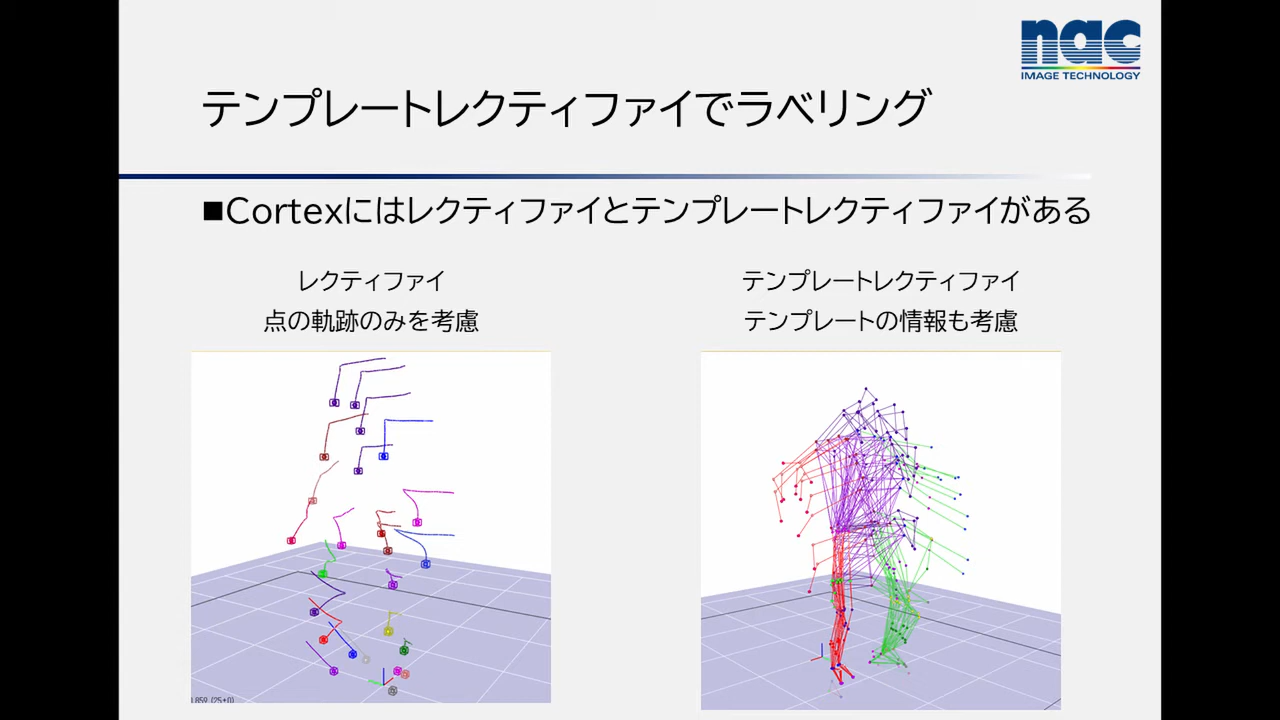 nac
IMAGE TECHNOLOGY
テンプレートレクティファイでラベリング
■Cortexにはレクティファイとテンプレートレクティファイがある
レクティファイ
点の軌跡のみを考慮
テンプレートレクティファイ
テンプレートの情報も考慮